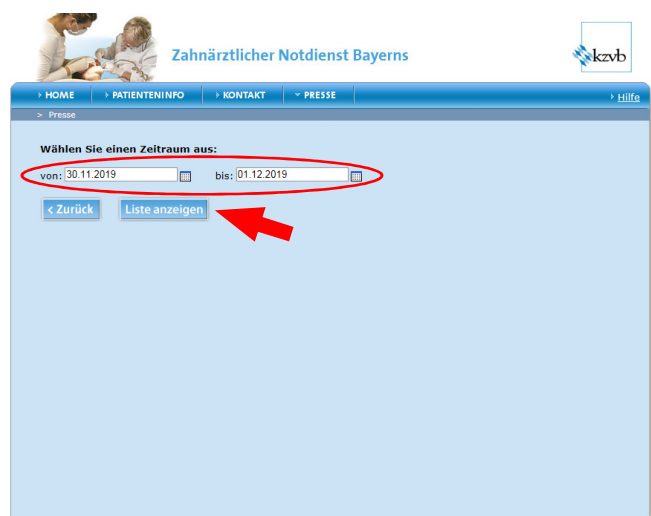 Zahnärztlicher Notdienst Bayerns
kzvb
HOME PATIENTENINFO KONTAKT PRESSE Hilfe
> Presse
Wählen Sie einen Zeitraum aus:
von: 30.11.2019 bis: 01.12.2019
< Zurück Liste anzeigen